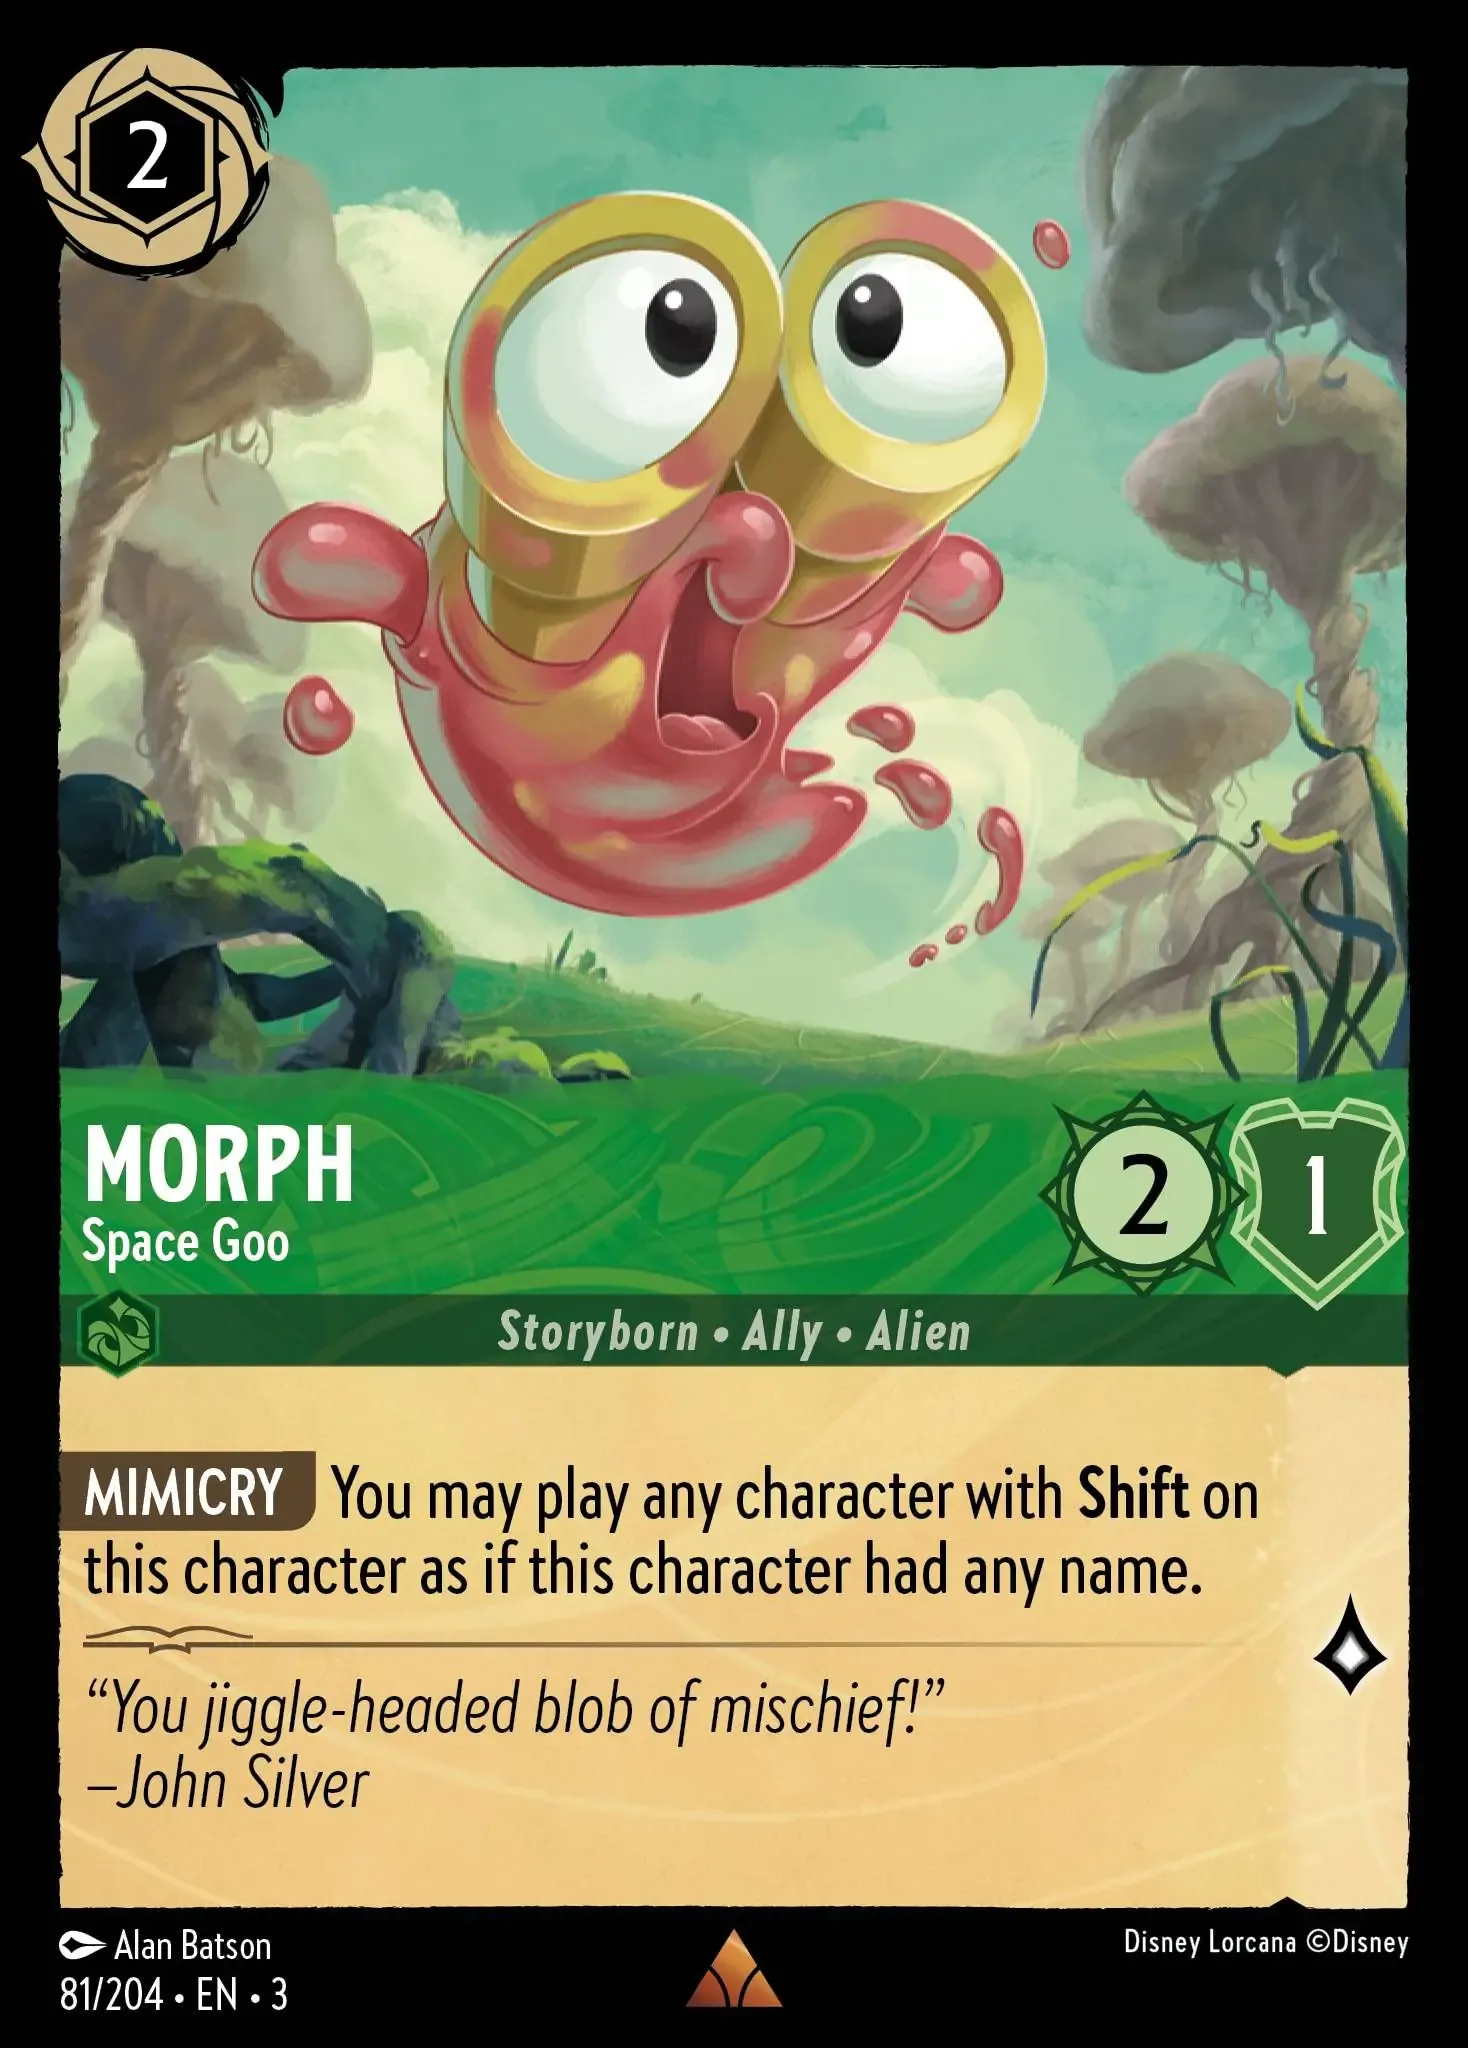 2
MORPH
Space Goo
2
1
Storyborn • Ally • Alien
MIMICRY You may play any character with Shift on
this character as if this character had any name.
“You jiggle-headed blob of mischief!”
–John Silver
Alan Batson
Disney Lorcana ©Disney
81/204 • EN • 3